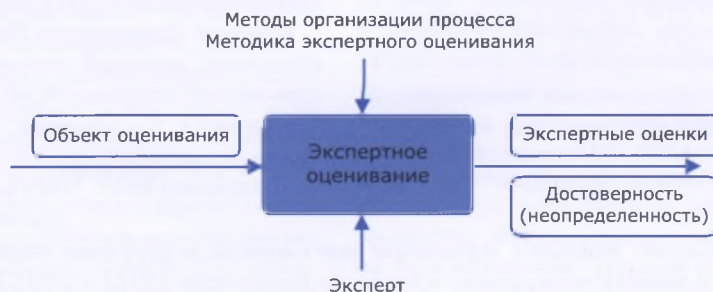 Методы организации процесса
Методика экспертного оценивания
Объект оценивания
Экспертное
оценивание
Экспертные оценки
Достоверность
(неопределенность)
Эксперт